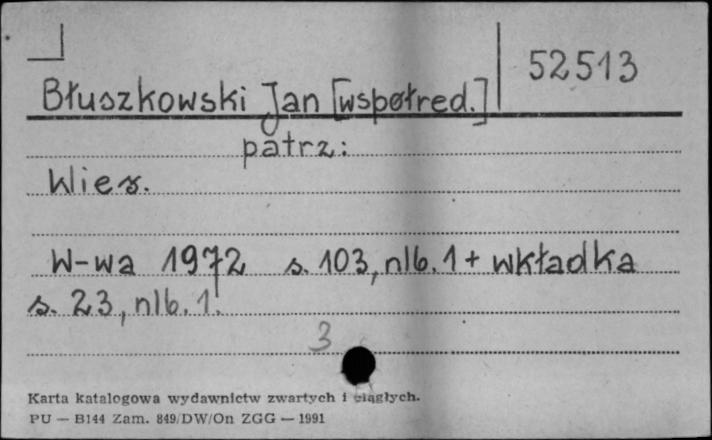 52513
Błuszkowski Jan [współred.]
patrz:
Wies.
W-wa 1972 s. 103, nlb. 1 + wkładka
s. 23, nlb. 1.
3
Karta katalogowa wydawnictw zwartych i ciągłych.
PU — B144 Zam. 849/DW/On ZGG — 1991